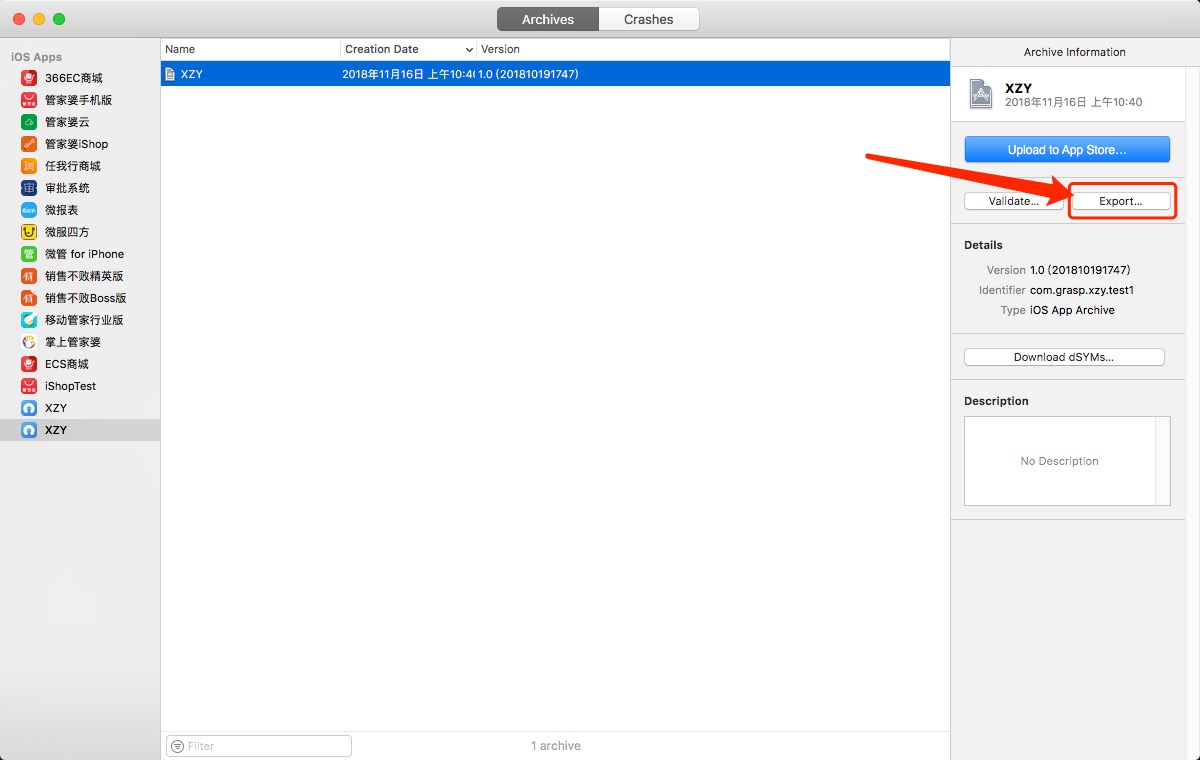 Archives Crashes
iOS Apps
366EC商城
管家婆手机版
管家婆云
管家婆iShop
任我行商城
审批系统
微报表
微服四方
微管 for iPhone
销售不败精英版
销售不败Boss版
移动管家行业版
掌上管家婆
ECS商城
iShopTest
XZY
XZY
Name Creation Date Version
XZY 2018年11月16日 上午10:40 1.0 (201810191747)
Filter
1 archive
Archive Information
XZY
2018年11月16日 上午10:40
Upload to App Store...
Validate... Export...
Details
Version 1.0 (201810191747)
Identifier com.grasp.xzy.test1
Type iOS App Archive
Download dSYMs...
Description
No Description